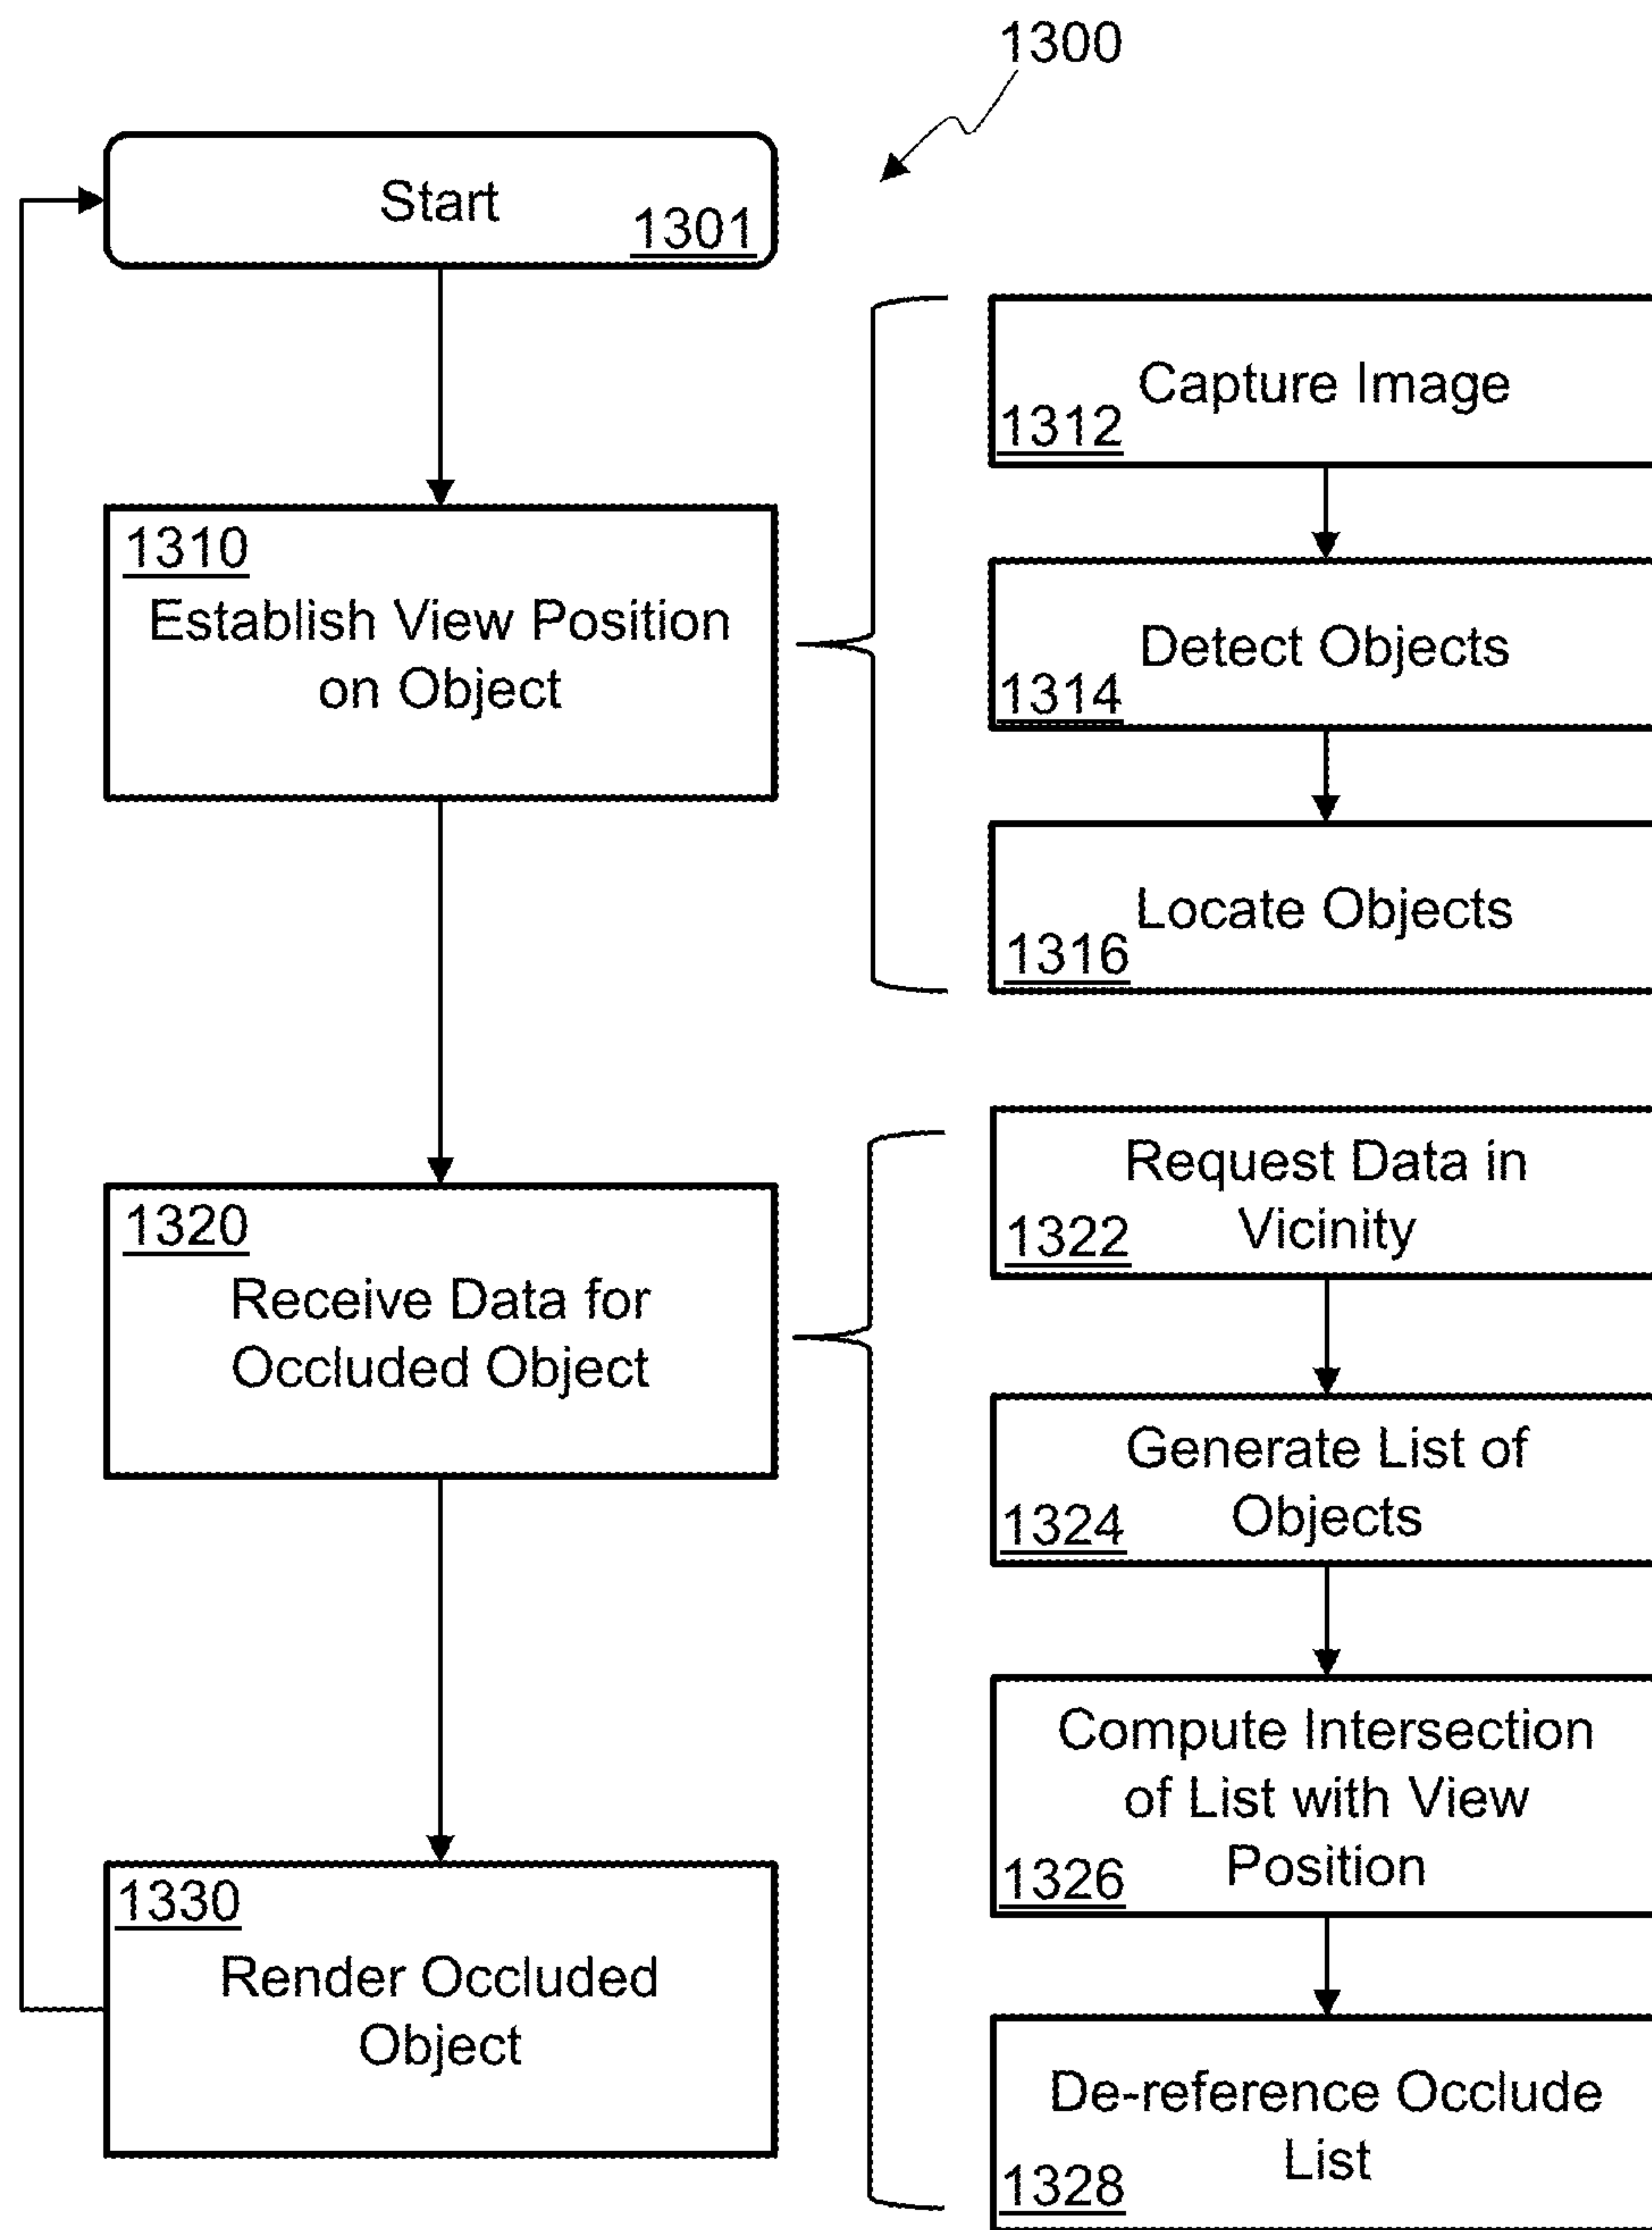 1300
Start
1301
1310
Establish View Position
on Object
Capture Image
1312
Detect Objects
1314
Locate Objects
1316
1320
Receive Data for
Occluded Object
Request Data in
Vicinity
1322
Generate List of
Objects
1324
Compute Intersection
of List with View
Position
1326
De-reference Occlude
List
1328
1330
Render Occluded
Object